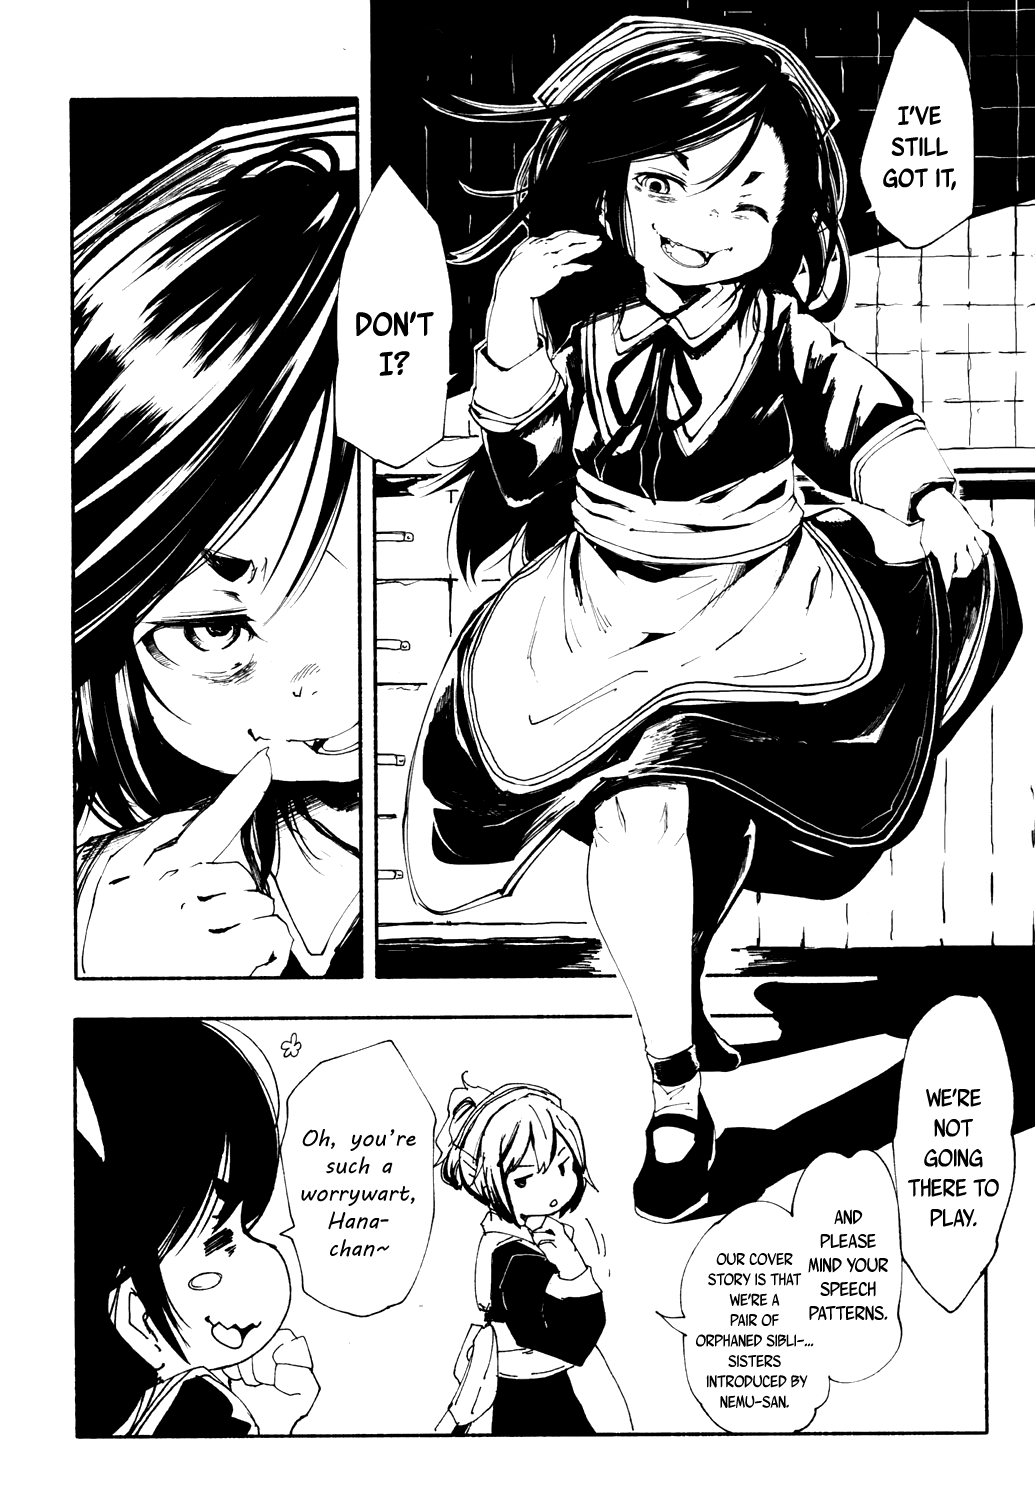 I'VE
STILL
GOT IT,
DON'T
I?
WE'RE
NOT
GOING
THERE TO
PLAY.
AND
PLEASE
MIND YOUR
SPEECH
PATTERNS.
OUR COVER
STORY IS THAT
WE'RE A
PAIR OF
ORPHANED SIBLI-...
SISTERS
INTRODUCED BY
NEMU-SAN.
Oh, you're
such a
worrywart,
Hana-
chan~